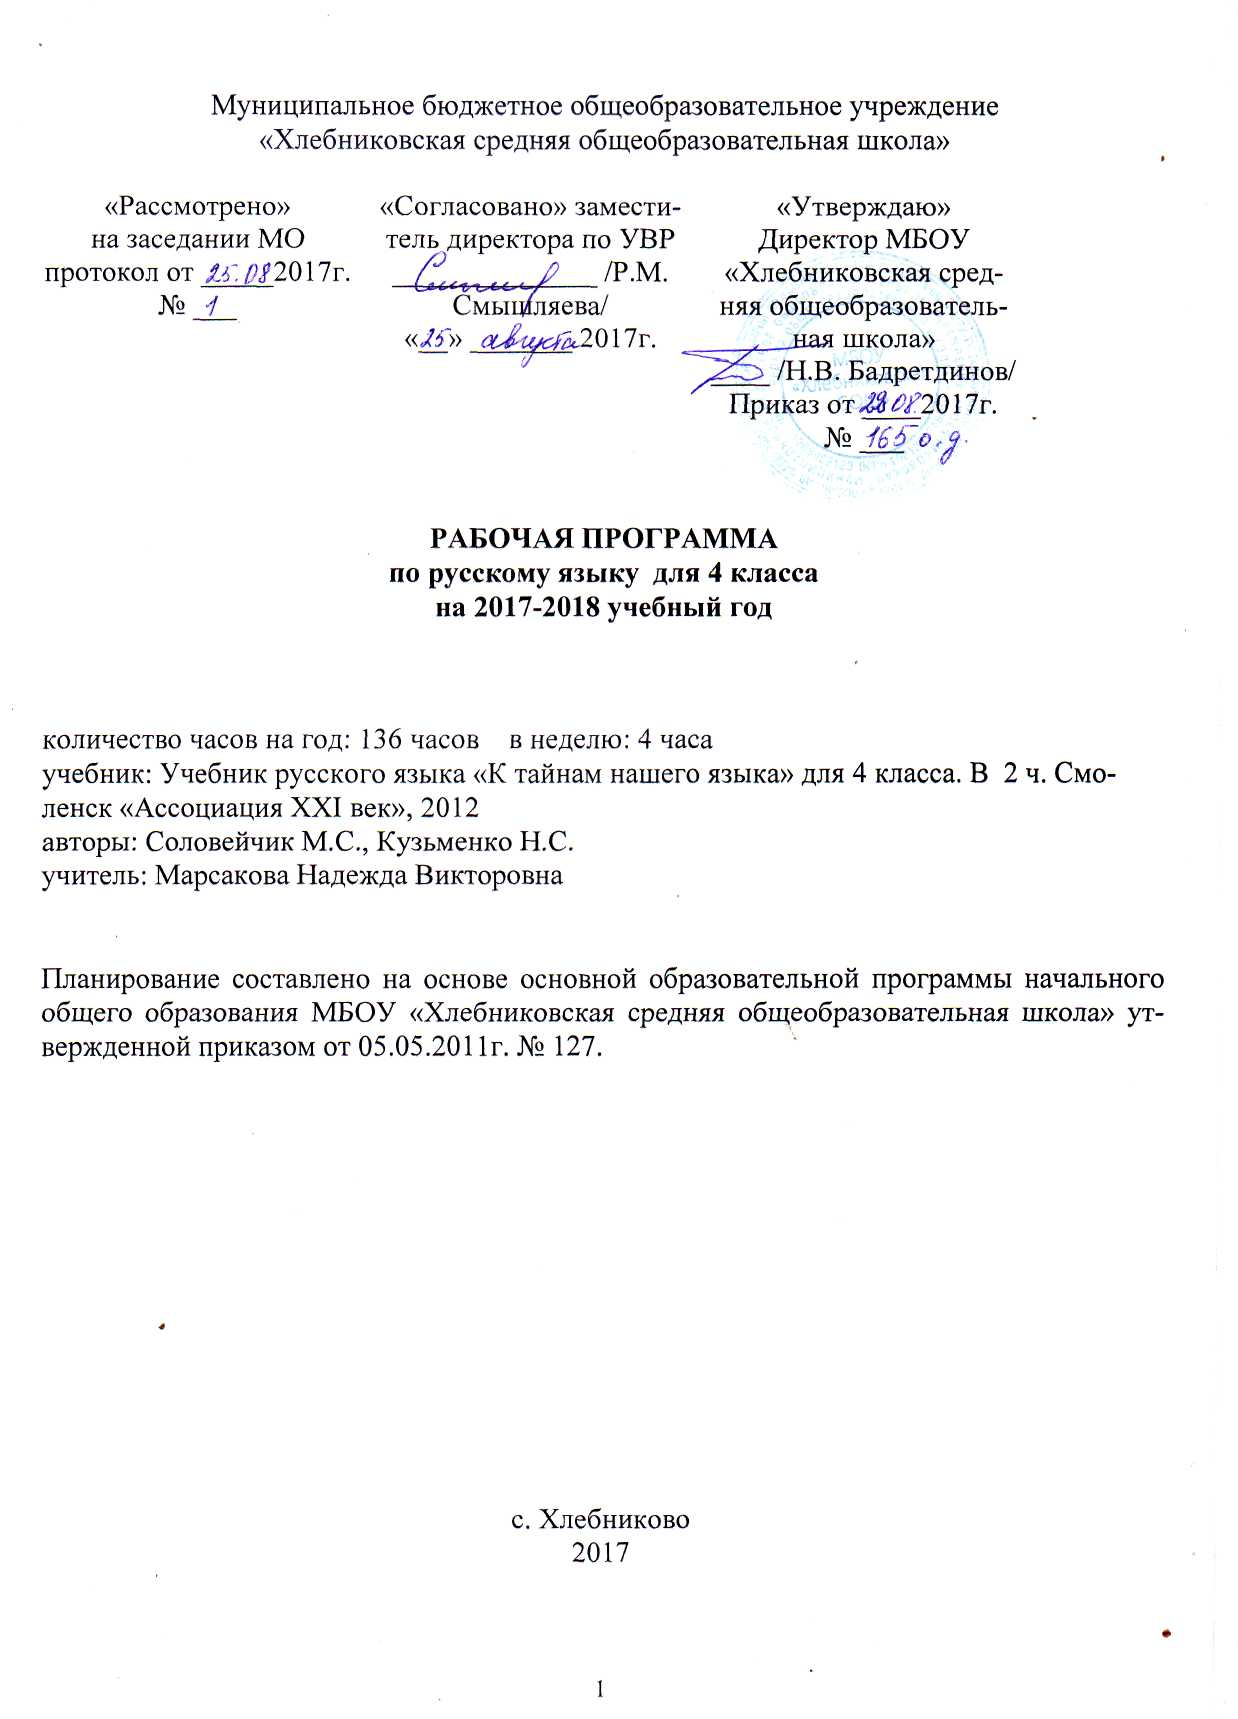 Муниципальное бюджетное общеобразовательное учреждение
«Хлебниковская средняя общеобразовательная школа»
«Рассмотрено»
на заседании МО
протокол от 25.08 2017г.
№ 1
«Согласовано» замести-
тель директора по УВР
/Р.М.
Смышляева/
«25» августа 2017г.
«Утверждаю»
Директор МБОУ
«Хлебниковская сред-
няя общеобразователь-
ная школа»
/Н.В. Бадретдинов/
Приказ от 28 08 2017г.
№ 165 о.д.
РАБОЧАЯ ПРОГРАММА
по русскому языку для 4 класса
на 2017-2018 учебный год
количество часов на год: 136 часов в неделю: 4 часа
учебник: Учебник русского языка «К тайнам нашего языка» для 4 класса. В 2 ч. Смо-
ленск «Ассоциация XXI век», 2012
авторы: Соловейчик М.С., Кузьменко Н.С.
учитель: Марсакова Надежда Викторовна
Планирование составлено на основе основной образовательной программы начального
общего образования МБОУ «Хлебниковская средняя общеобразовательная школа» ут-
вержденной приказом от 05.05.2011г. № 127.
с. Хлебниково
2017
1